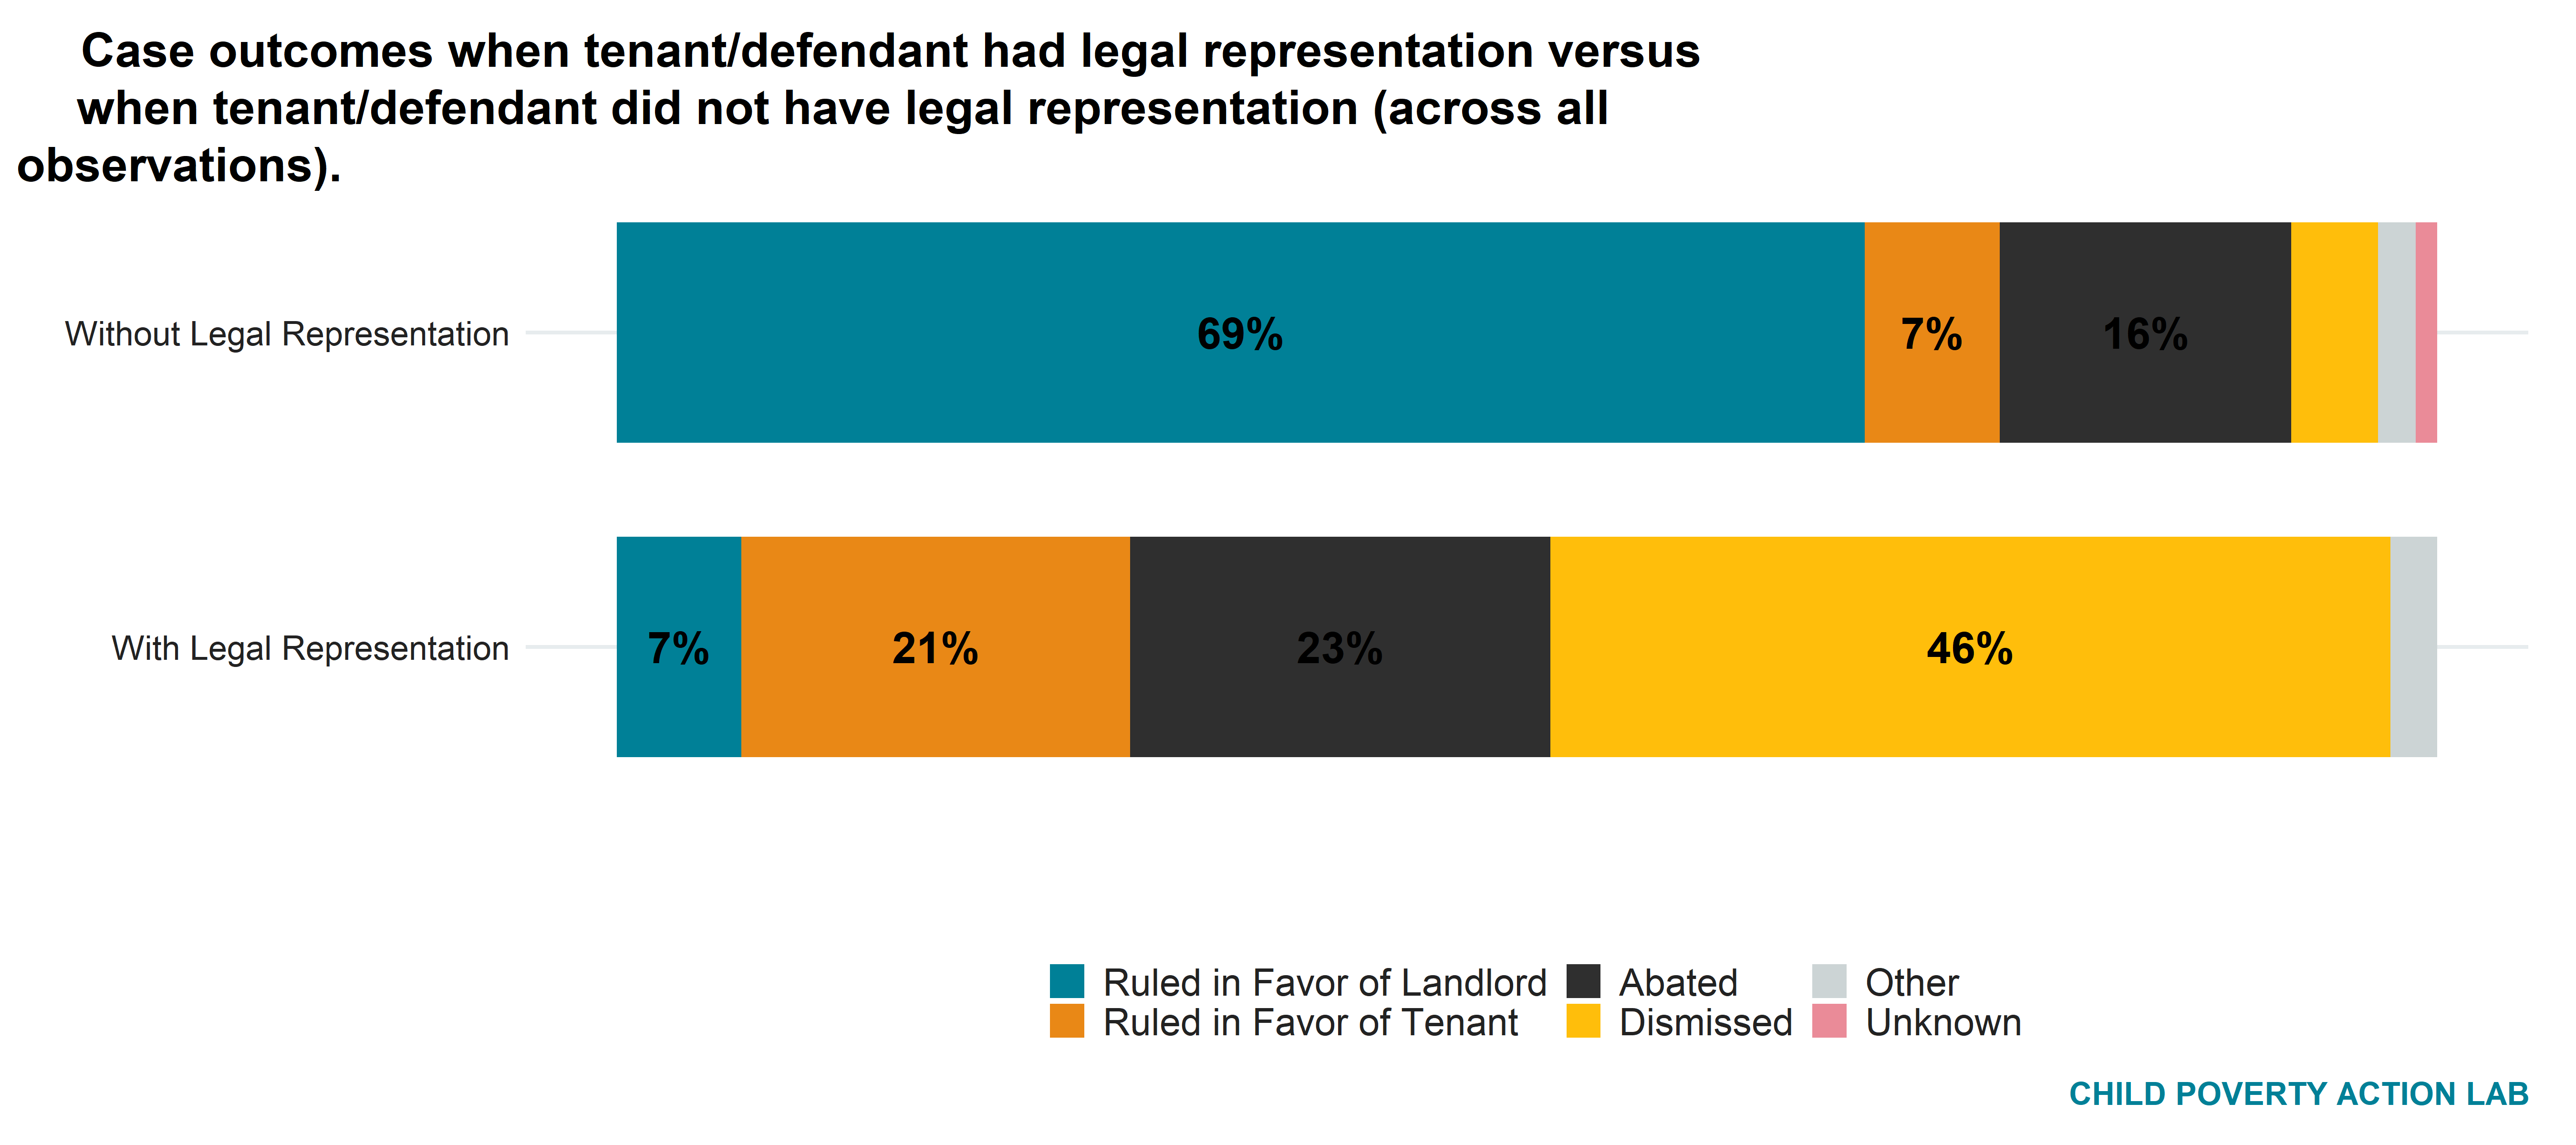 Case outcomes when tenant/defendant had legal representation versus
when tenant/defendant did not have legal representation (across all
observations).
Without Legal Representation
69%
7%
16%
With Legal Representation
7%
21%
23%
46%
Ruled in Favor of Landlord
Abated
Other
Ruled in Favor of Tenant
Dismissed
Unknown
CHILD POVERTY ACTION LAB